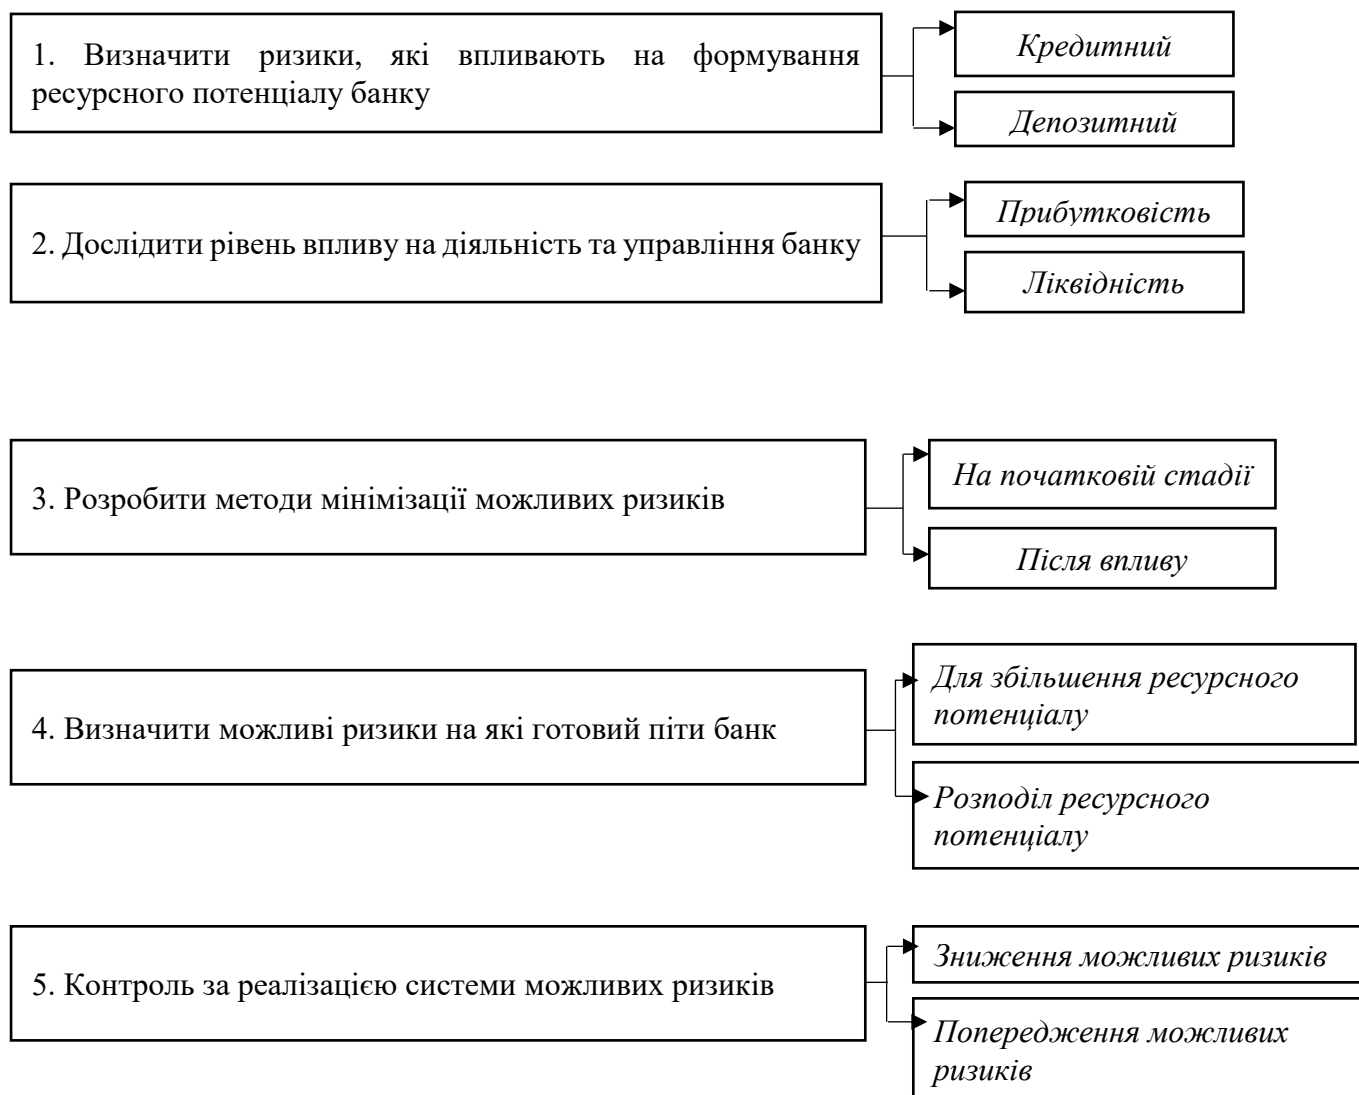 1. Визначити ризики, які впливають на формування
ресурсного потенціалу банку
Кредитний
Депозитний
2. Дослідити рівень впливу на діяльність та управління банку
Прибутковість
Ліквідність
3. Розробити методи мінімізації можливих ризиків
На початковій стадії
Після впливу
4. Визначити можливі ризики на які готовий піти банк
Для збільшення ресурсного
потенціалу
Розподіл ресурсного
потенціалу
5. Контроль за реалізацією системи можливих ризиків
Зниження можливих ризиків
Попередження можливих
ризиків